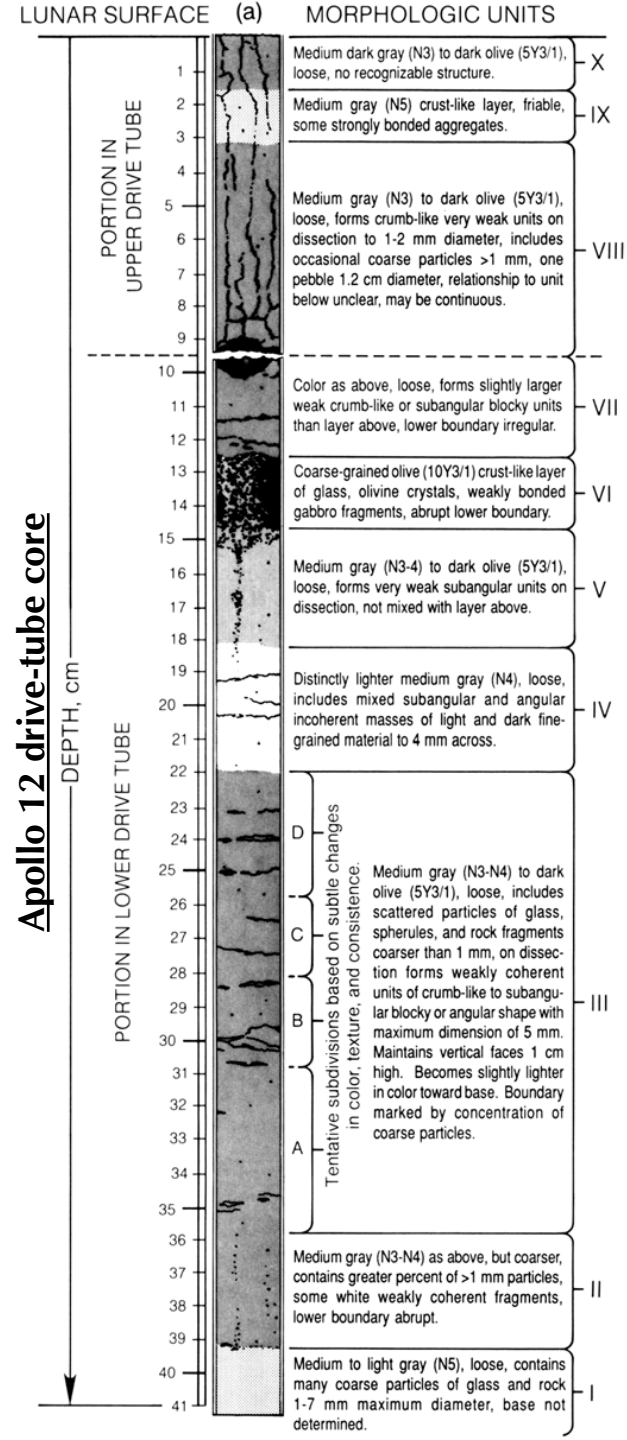 LUNAR SURFACE
(a)
MORPHOLOGIC UNITS
Apollo 12 drive-tube core
DEPTH, cm
PORTION IN
UPPER DRIVE TUBE
PORTION IN LOWER DRIVE TUBE
1
2
3
4
5
6
7
8
9
10
11
12
13
14
15
16
17
18
19
20
21
22
23
24
25
26
27
28
29
30
31
32
33
34
35
36
37
38
39
40
41
Medium dark gray (N3) to dark olive (5Y3/1),
loose, no recognizable structure.
X
Medium gray (N5) crust-like layer, friable,
some strongly bonded aggregates.
IX
Medium gray (N3) to dark olive (5Y3/1),
loose, forms crumb-like very weak units on
dissection to 1-2 mm diameter, includes
occasional coarse particles >1 mm, one
pebble 1.2 cm diameter, relationship to unit
below unclear, may be continuous.
VIII
Color as above, loose, forms slightly larger
weak crumb-like or subangular blocky units
than layer above, lower boundary irregular.
VII
Coarse-grained olive (10Y3/1) crust-like layer
of glass, olivine crystals, weakly bonded
gabbro fragments, abrupt lower boundary.
VI
Medium gray (N3-4) to dark olive (5Y3/1),
loose, forms very weak subangular units on
dissection, not mixed with layer above.
V
Distinctly lighter medium gray (N4), loose,
includes mixed subangular and angular
incoherent masses of light and dark fine-
grained material to 4 mm across.
IV
D
C
B
A
Tentative subdivisions based on subtle changes
in color, texture, and consistence.
Medium gray (N3-N4) to dark
olive (5Y3/1), loose, includes
scattered particles of glass,
spherules, and rock fragments
coarser than 1 mm, on dissec-
tion forms weakly coherent
units of crumb-like to subangu-
lar blocky or angular shape with
maximum dimension of 5 mm.
Maintains vertical faces 1 cm
high. Becomes slightly lighter
in color toward base. Boundary
marked by concentration of
coarse particles.
III
Medium gray (N3-N4) as above, but coarser,
contains greater percent of >1 mm particles,
some white weakly coherent fragments,
lower boundary abrupt.
II
Medium to light gray (N5), loose, contains
many coarse particles of glass and rock
1-7 mm maximum diameter, base not
determined.
I